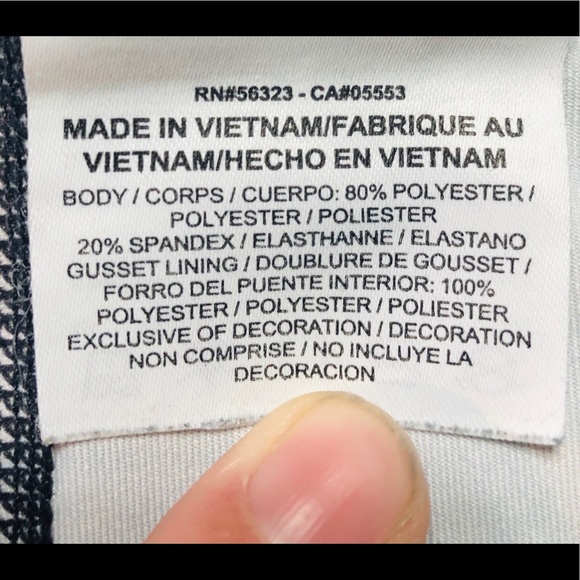 RN#56323 - CA#05553
MADE IN VIETNAM/FABRIQUE AU
VIETNAM/HECHO EN VIETNAM
BODY / CORPS / CUERPO: 80% POLYESTER /
POLYESTER / POLIESTER
20% SPANDEX / ELASTHANNE / ELASTANO
GUSSET LINING / DOUBLURE DE GOUSSET /
FORRO DEL PUENTE INTERIOR: 100%
POLYESTER / POLYESTER / POLIESTER
EXCLUSIVE OF DECORATION / DECORATION
NON COMPRISE / NO INCLUYE LA
DECORACION